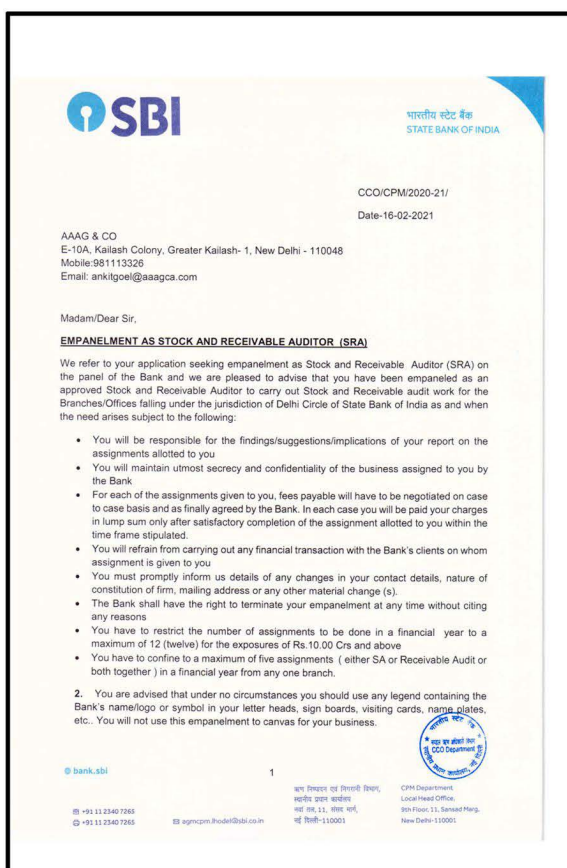 SBI
भारतीय स्टेट बैंक
STATE BANK OF INDIA
CCO/CPM/2020-21/
Date-16-02-2021
AAAG & CO
E-10A, Kailash Colony, Greater Kailash- 1, New Delhi - 110048
Mobile:981113326
Email: ankitgoel@aaagca.com
Madam/Dear Sir,
EMPANELMENT AS STOCK AND RECEIVABLE AUDITOR (SRA)
We refer to your application seeking empanelment as Stock and Receivable Auditor (SRA) on
the panel of the Bank and we are pleased to advise that you have been empaneled as an
approved Stock and Receivable Auditor to carry out Stock and Receivable audit work for the
Branches/Offices falling under the jurisdiction of Delhi Circle of State Bank of India as and when
the need arises subject to the following:
• You will be responsible for the findings/suggestions/implications of your report on the
assignments allotted to you
• You will maintain utmost secrecy and confidentiality of the business assigned to you by
the Bank
• For each of the assignments given to you, fees payable will have to be negotiated on case
to case basis and as finally agreed by the Bank. In each case you will be paid your charges
in lump sum only after satisfactory completion of the assignment allotted to you within the
time frame stipulated.
• You will refrain from carrying out any financial transaction with the Bank's clients on whom
assignment is given to you
• You must promptly inform us details of any changes in your contact details, nature of
constitution of firm, mailing address or any other material change (s).
• The Bank shall have the right to terminate your empanelment at any time without citing
any reasons
• You have to restrict the number of assignments to be done in a financial year to a
maximum of 12 (twelve) for the exposures of Rs.10.00 Crs and above
• You have to confine to a maximum of five assignments ( either SA or Receivable Audit or
both together ) in a financial year from any one branch.
2. You are advised that under no circumstances you should use any legend containing the
Bank's name/logo or symbol in your letter heads, sign boards, visiting cards, name plates,
etc.. You will not use this empanelment to canvas for your business.
भारतीय स्टेट
CCO Department
bank.sbi
1
+91 11 2340 7265
+91 11 2340 7265
agmcpm.lhodel@sbi.co.in
ऋण निष्पादन एवं निगरानी विभाग,
स्थानीय प्रधान कार्यालय
नवां तल, 11, संसद मार्ग,
नई दिल्ली-110001
CPM Department
Local Head Office,
9th Floor, 11, Sansad Marg,
New Delhi-110001